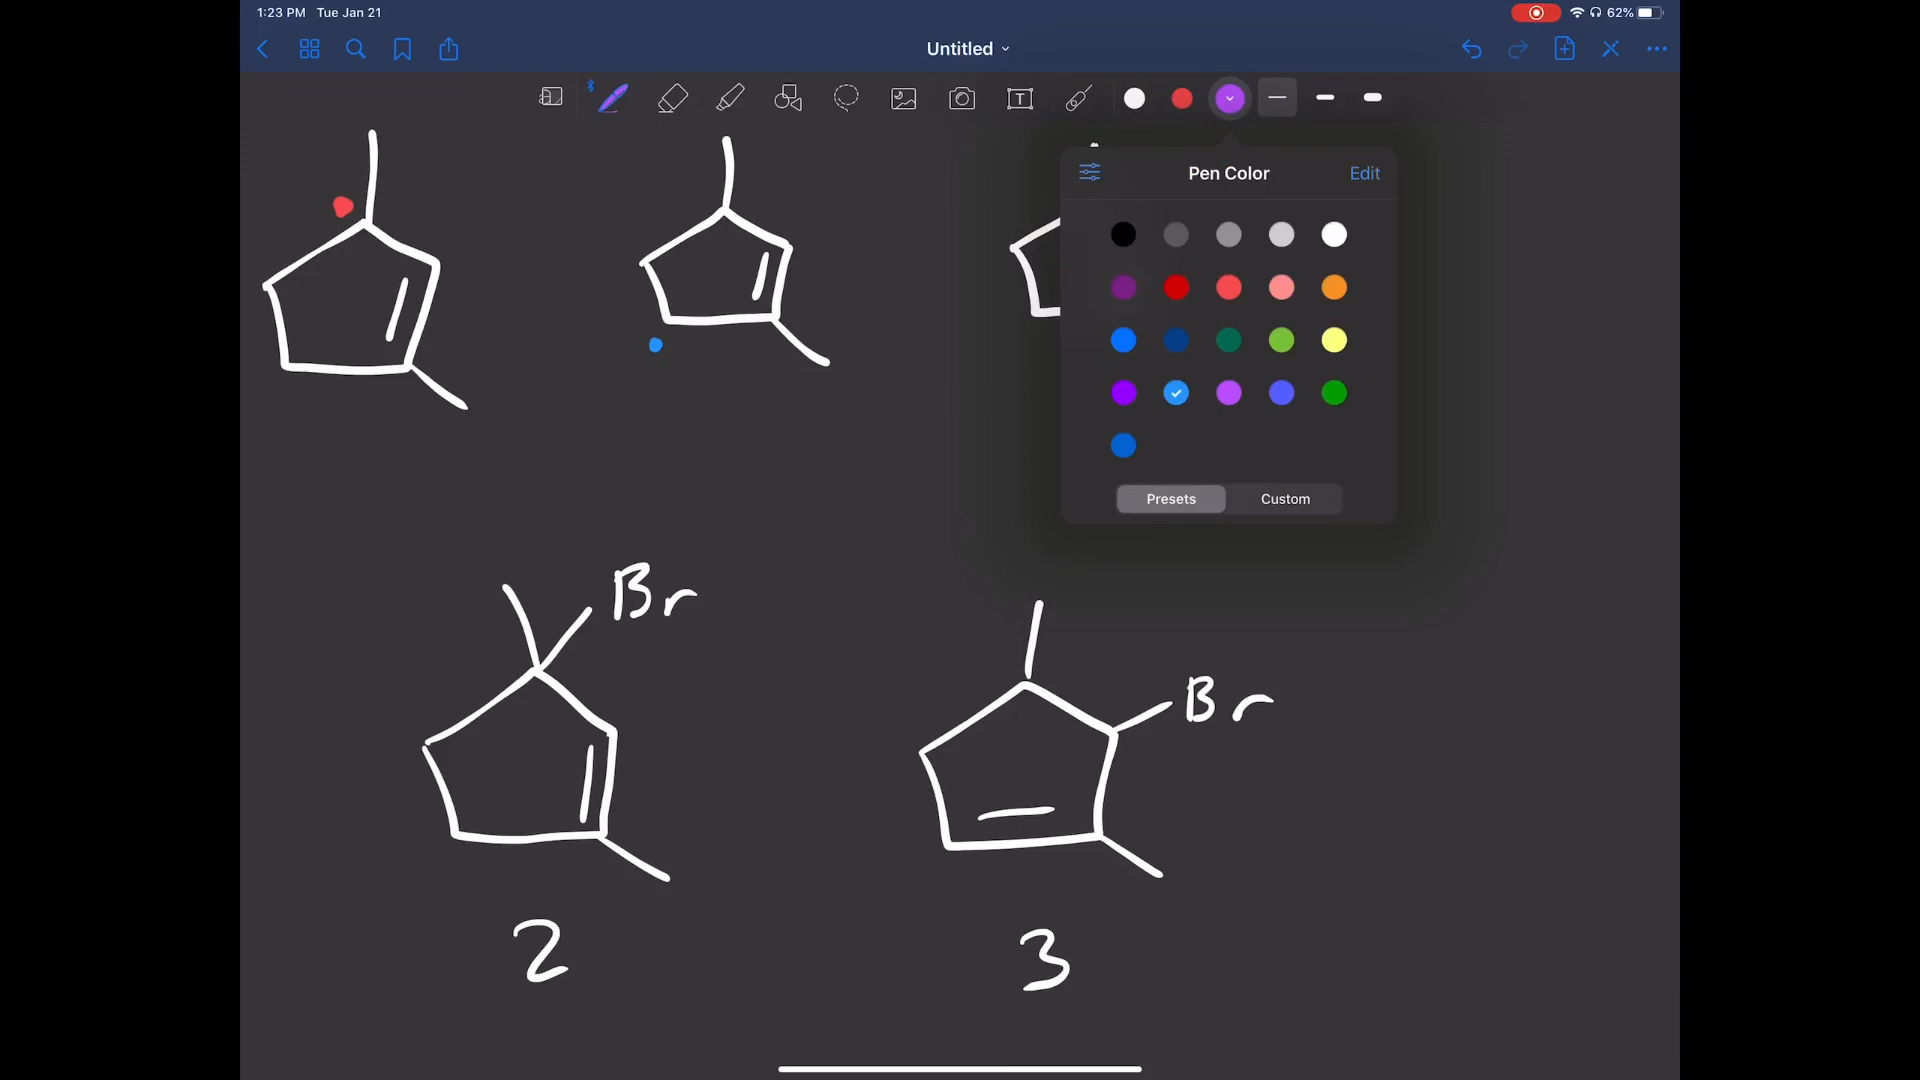 1:23 PM Tue Jan 21
62%
Untitled
T
Pen Color
Edit
Presets
Custom
Br
Br
2
3